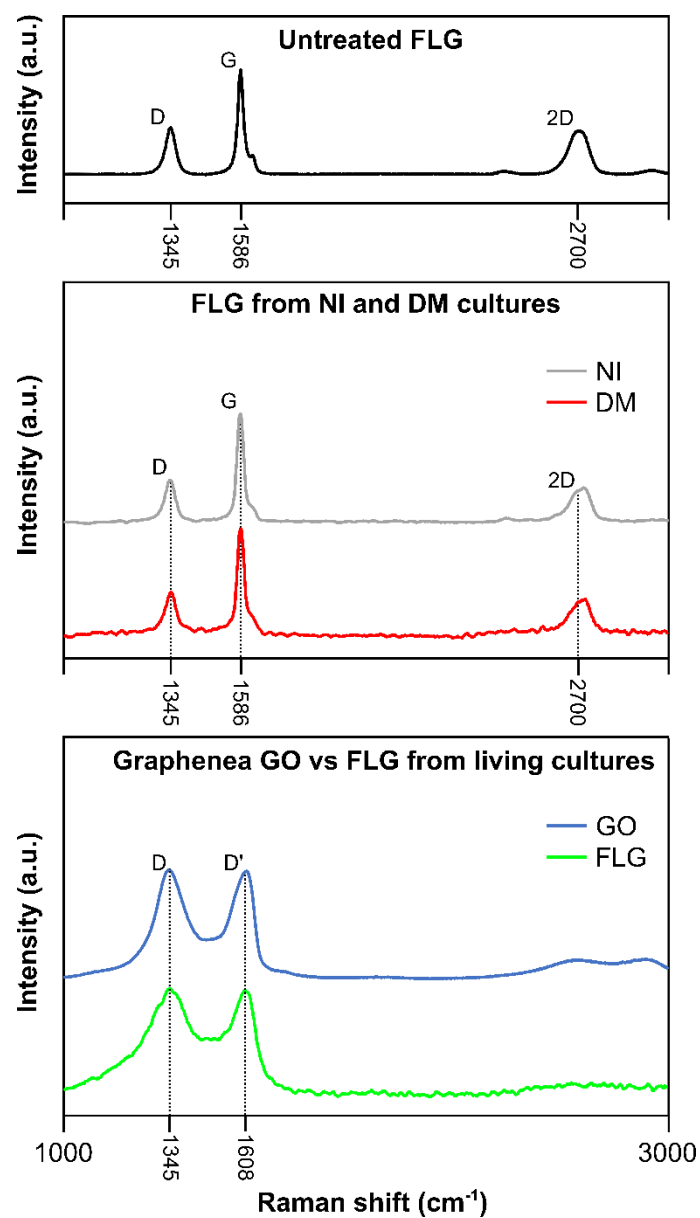 Untreated FLG
Intensity (a.u.)
D
G
2D
1345
1586
2700
FLG from NI and DM cultures
Intensity (a.u.)
NI
DM
D
G
2D
1345
1586
2700
Graphenea GO vs FLG from living cultures
Intensity (a.u.)
GO
FLG
D
D'
1000
1345
1608
3000
Raman shift (cm⁻¹)